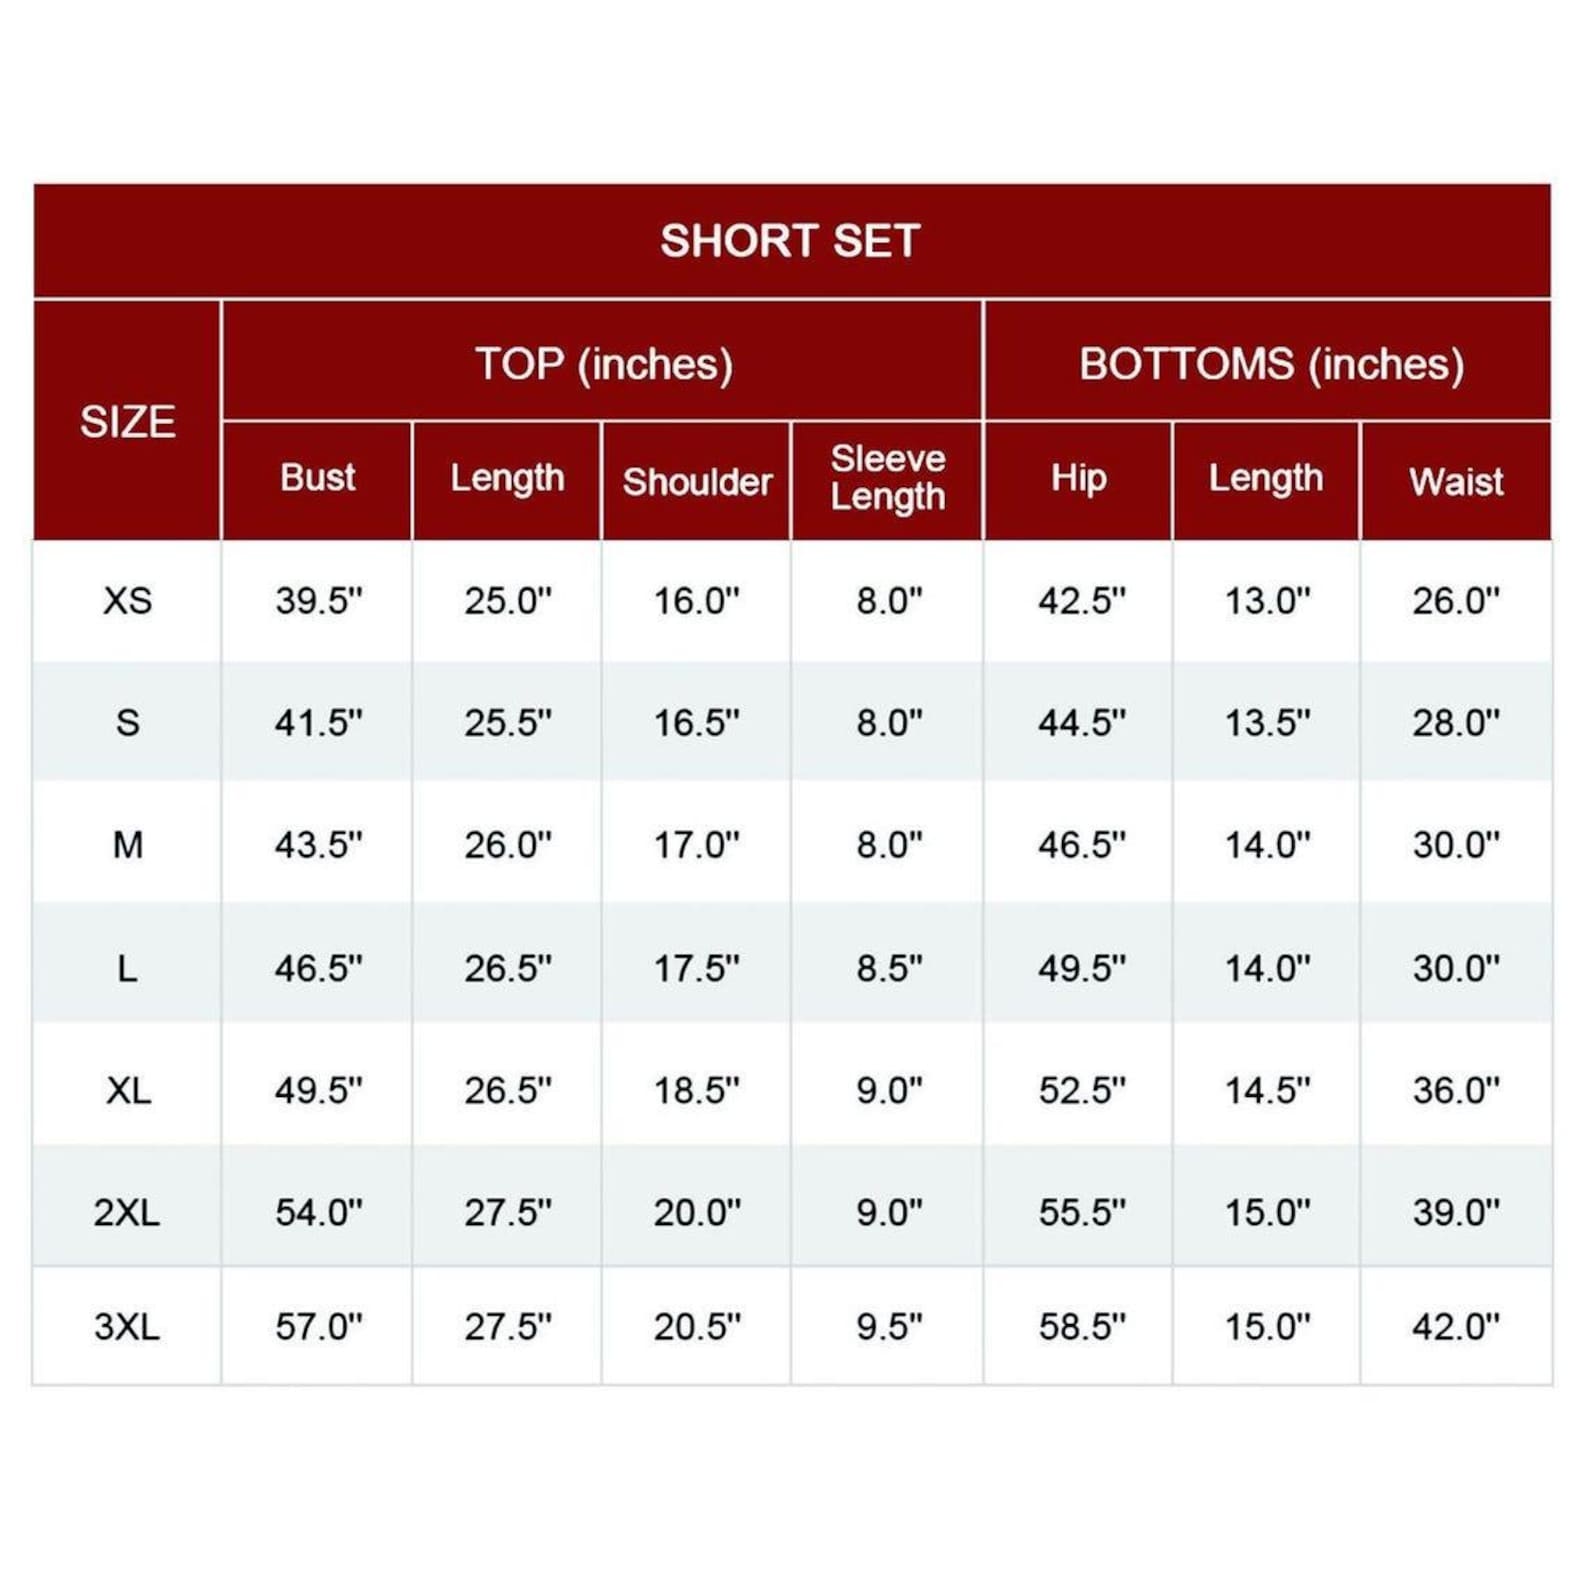 SHORT SET
SIZE
TOP (inches)
BOTTOMS (inches)
Bust
Length
Shoulder
Sleeve
Length
Hip
Length
Waist
XS 39.5" 25.0" 16.0" 8.0" 42.5" 13.0" 26.0"
S 41.5" 25.5" 16.5" 8.0" 44.5" 13.5" 28.0"
M 43.5" 26.0" 17.0" 8.0" 46.5" 14.0" 30.0"
L 46.5" 26.5" 17.5" 8.5" 49.5" 14.0" 30.0"
XL 49.5" 26.5" 18.5" 9.0" 52.5" 14.5" 36.0"
2XL 54.0" 27.5" 20.0" 9.0" 55.5" 15.0" 39.0"
3XL 57.0" 27.5" 20.5" 9.5" 58.5" 15.0" 42.0"